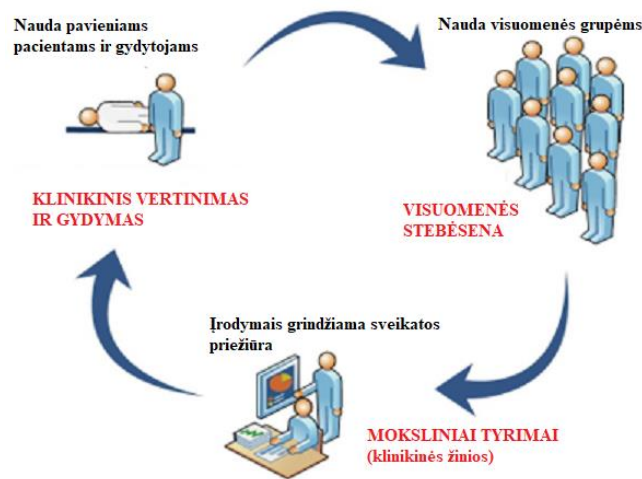 Nauda pavieniams
pacientams ir gydytojams
Nauda visuomenės grupėms
KLINIKINIS VERTINIMAS
IR GYDYMAS
VISUOMENĖS
STEBĖSENA
Įrodymais grindžiama sveikatos
priežiūra
MOKSLINIAI TYRIMAI
(klinikinės žinios)